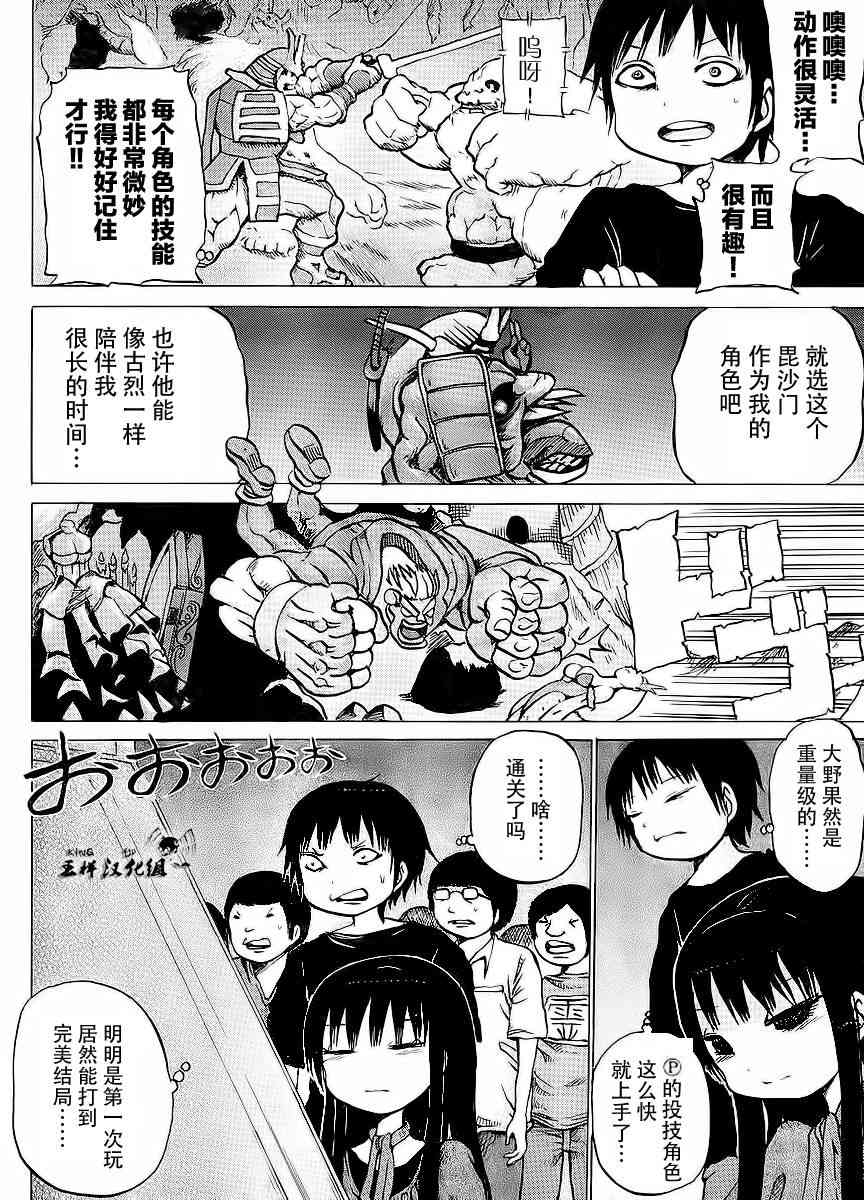 噢噢噢…
动作很灵活…
而且
很有趣！
呜呀！
每个角色的技能
都非常微妙
我得好好记住
才行!!
就选这个
毘沙门
作为我的
角色吧
也许他能
像古烈一样
陪伴我
很长的时间…
大野果然是
重量级的…
Ⓟ的投技角色
这么快
就上手了…
……啥
通关了吗
おおおおお
KING
王样汉化组
明明是第一次玩
居然能打到
完美结局……
雷